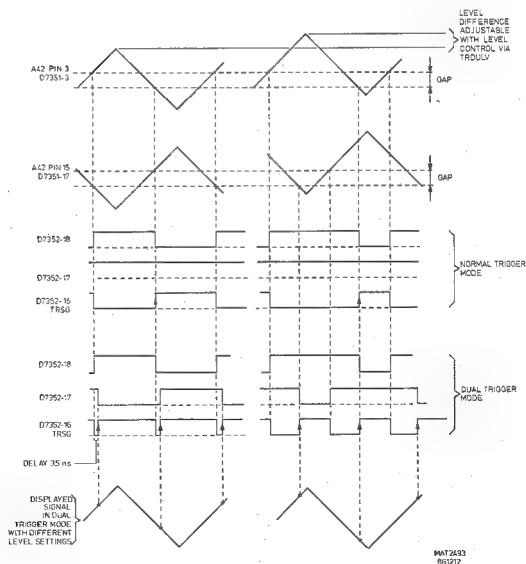 LEVEL
DIFFERENCE
ADJUSTABLE
WITH LEVEL
CONTROL VIA
TRDULV
A42 PIN 3
D7351-3
GAP
A42 PIN 15
D7351-17
GAP
D7352-18
D7352-17
NORMAL TRIGGER
MODE
D7352-16
TRSG
D7352-18
D7352-17
DUAL TRIGGER
MODE
D7352-16
TRSG
DELAY 35 ns
DISPLAYED
SIGNAL
IN DUAL
TRIGGER MODE
WITH DIFFERENT
LEVEL SETTINGS
MAT2493
861212